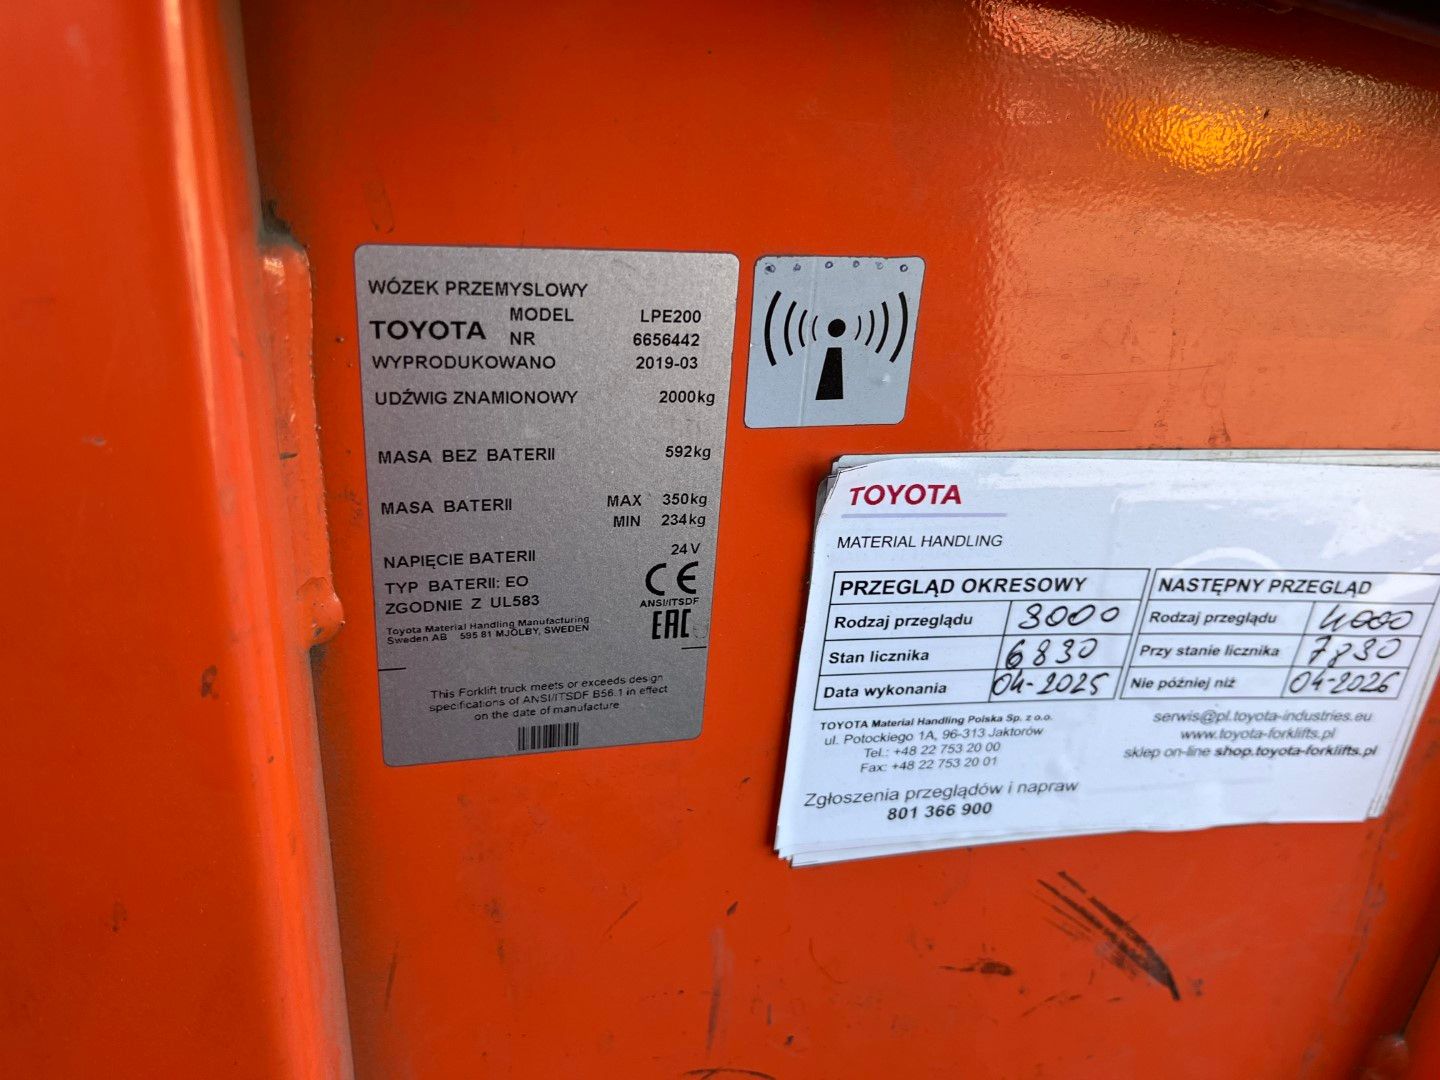 WÓZEK PRZEMYSLOWY
TOYOTA MODEL LPE200
NR 6656442
WYPRODUKOWANO 2019-03
UDŹWIG ZNAMIONOWY 2000kg
MASA BEZ BATERII 592kg
MASA BATERII MAX 350kg
MIN 234kg
NAPIĘCIE BATERII 24V
TYP BATERII: EO
ZGODNIE Z UL583
CE
ANSI/ITSDF
EAC
Toyota Material Handling Manufacturing
Sweden AB 595 81 MJÖLBY, SWEDEN
This Forklift truck meets or exceeds design
specifications of ANSI/ITSDF B56.1 in effect
on the date of manufacture
TOYOTA
MATERIAL HANDLING
PRZEGLĄD OKRESOWY
Rodzaj przeglądu 3000
Stan licznika 6830
Data wykonania 04-2025
NASTĘPNY PRZEGLĄD
Rodzaj przeglądu 4000
Przy stanie licznika 7830
Nie później niż 04-2026
TOYOTA Material Handling Polska Sp. z o.o.
ul. Potockiego 1A, 96-313 Jaktorów
Tel.: +48 22 753 20 00
Fax: +48 22 753 20 01
serwis@pl.toyota-industries.eu
www.toyota-forklifts.pl
sklep on-line shop.toyota-forklifts.pl
Zgłoszenia przeglądów i napraw
801 366 900